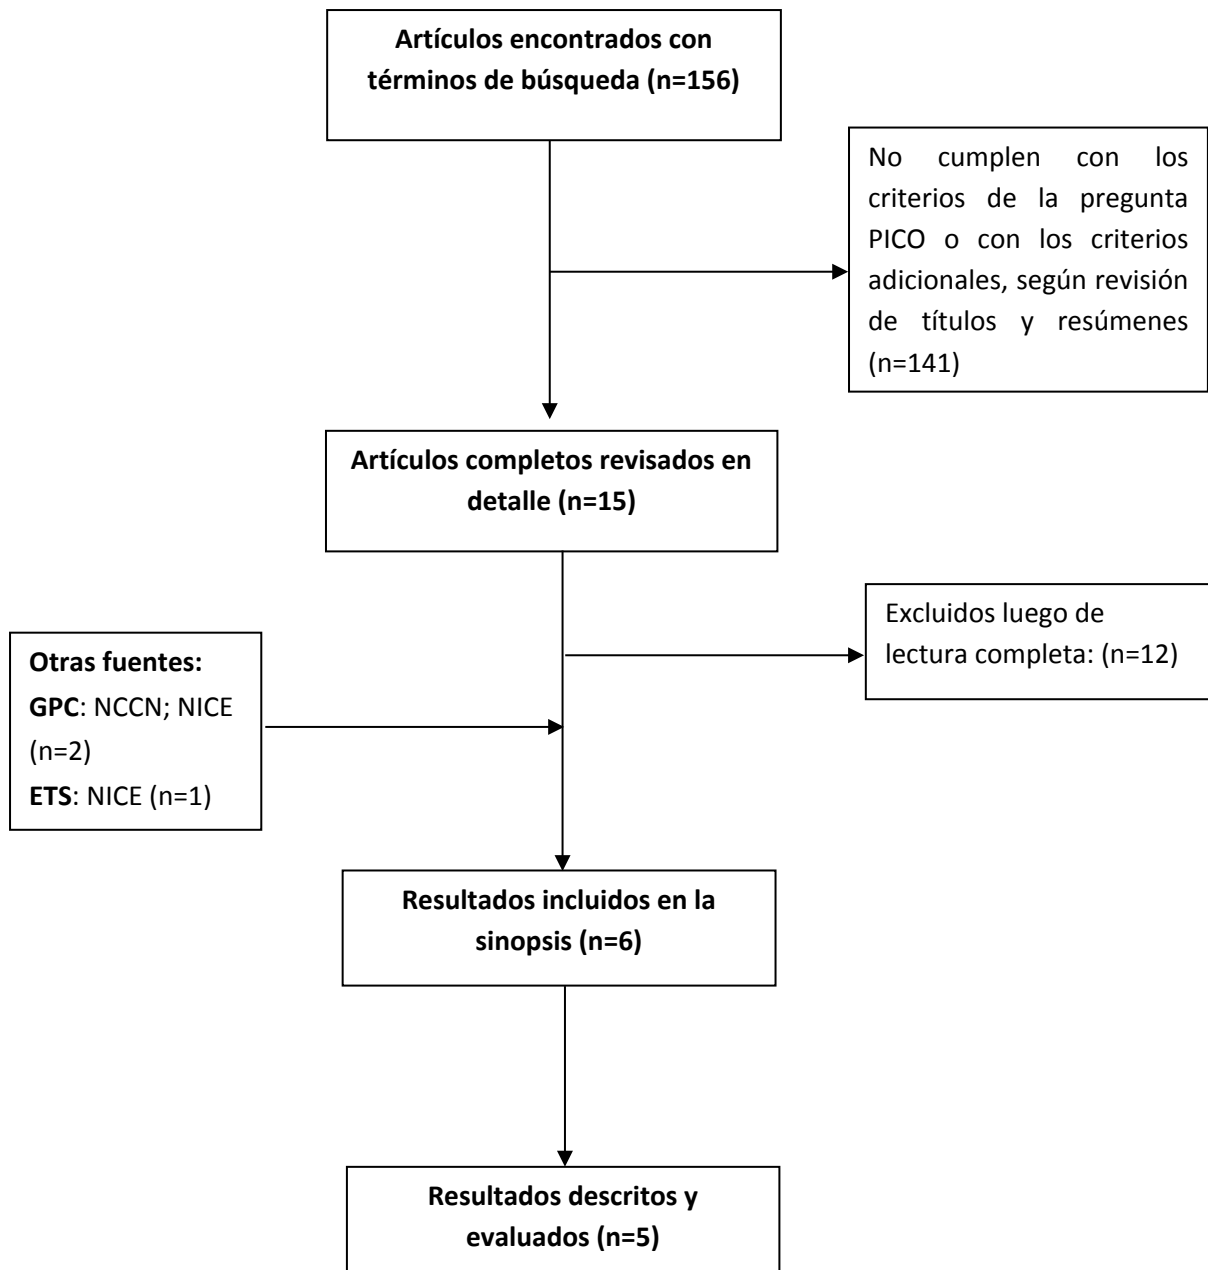 Artículos encontrados con
términos de búsqueda (n=156)
No cumplen con los
criterios de la pregunta
PICO o con los criterios
adicionales, según revisión
de títulos y resúmenes
(n=141)
Artículos completos revisados en
detalle (n=15)
Excluidos luego de
lectura completa: (n=12)
Otras fuentes:
GPC: NCCN; NICE
(n=2)
ETS: NICE (n=1)
Resultados incluidos en la
sinopsis (n=6)
Resultados descritos y
evaluados (n=5)